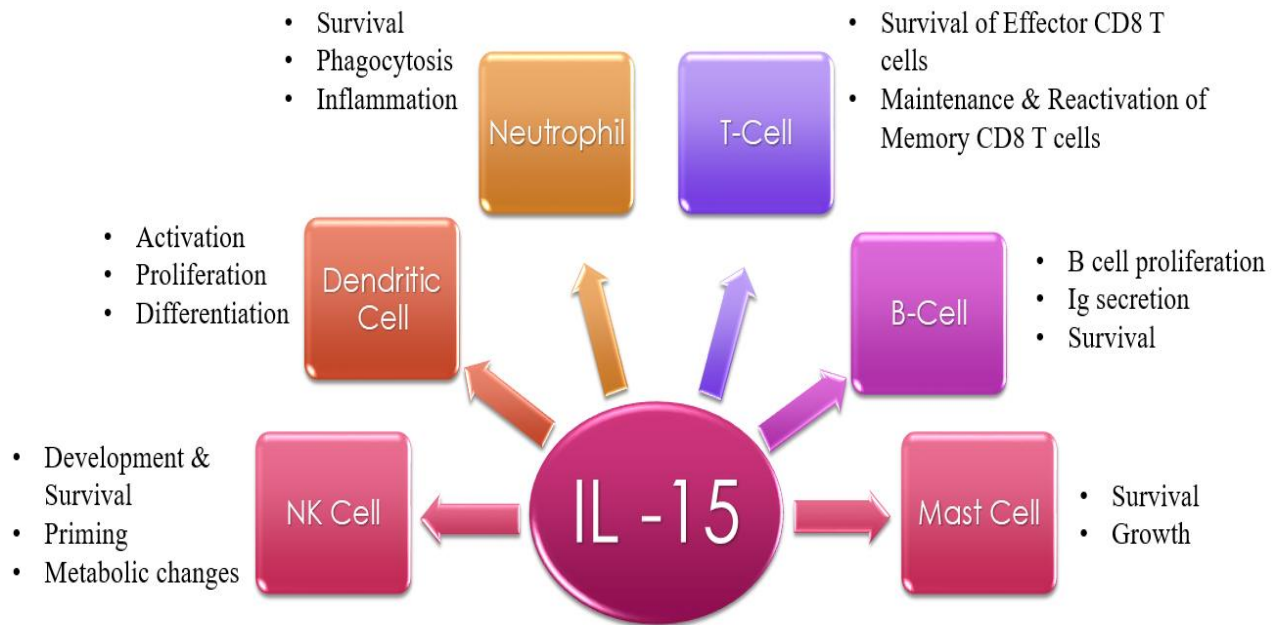 • Survival
• Phagocytosis
• Inflammation
Neutrophil
T-Cell
• Survival of Effector CD8 T
cells
• Maintenance & Reactivation of
Memory CD8 T cells
• Activation
• Proliferation
• Differentiation
Dendritic
Cell
B-Cell
• B cell proliferation
• Ig secretion
• Survival
• Development &
Survival
• Priming
• Metabolic changes
NK Cell
IL -15
Mast Cell
• Survival
• Growth